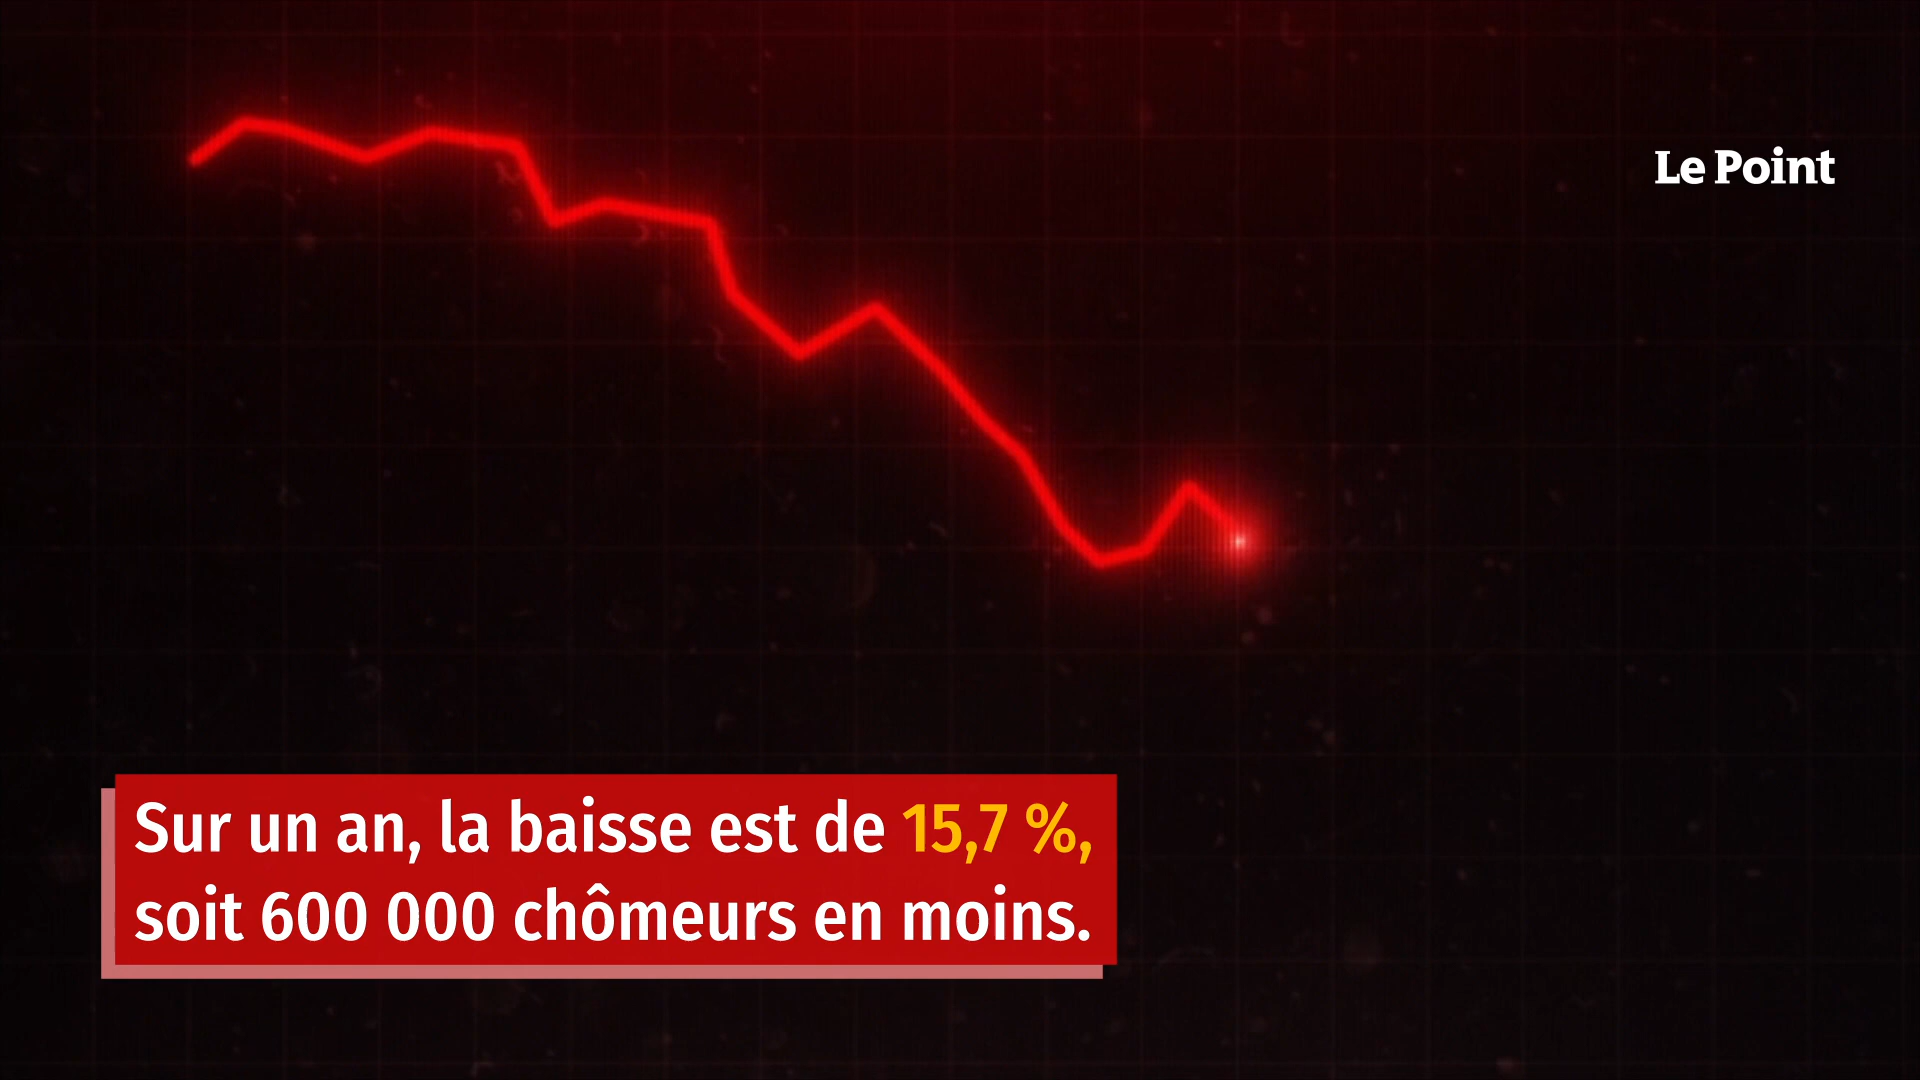 Le Point
Sur un an, la baisse est de 15,7 %,
soit 600 000 chômeurs en moins.